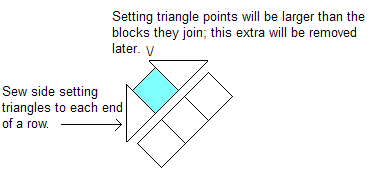 Setting triangle points will be larger than the
blocks they join; this extra will be removed
later. \/
Sew side setting
triangles to each end
of a row.